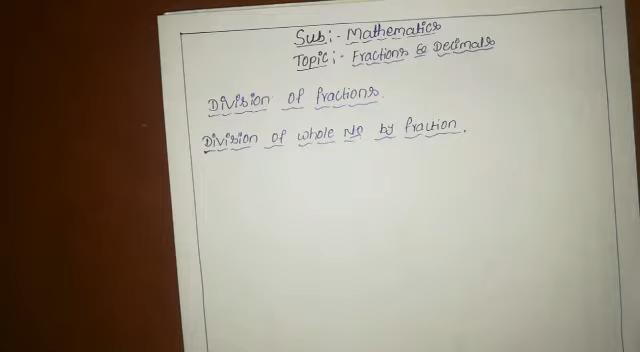 Sub:- Mathematics
Topic:- Fractions & Decimals
Division of fractions.
Division of whole No by fraction.